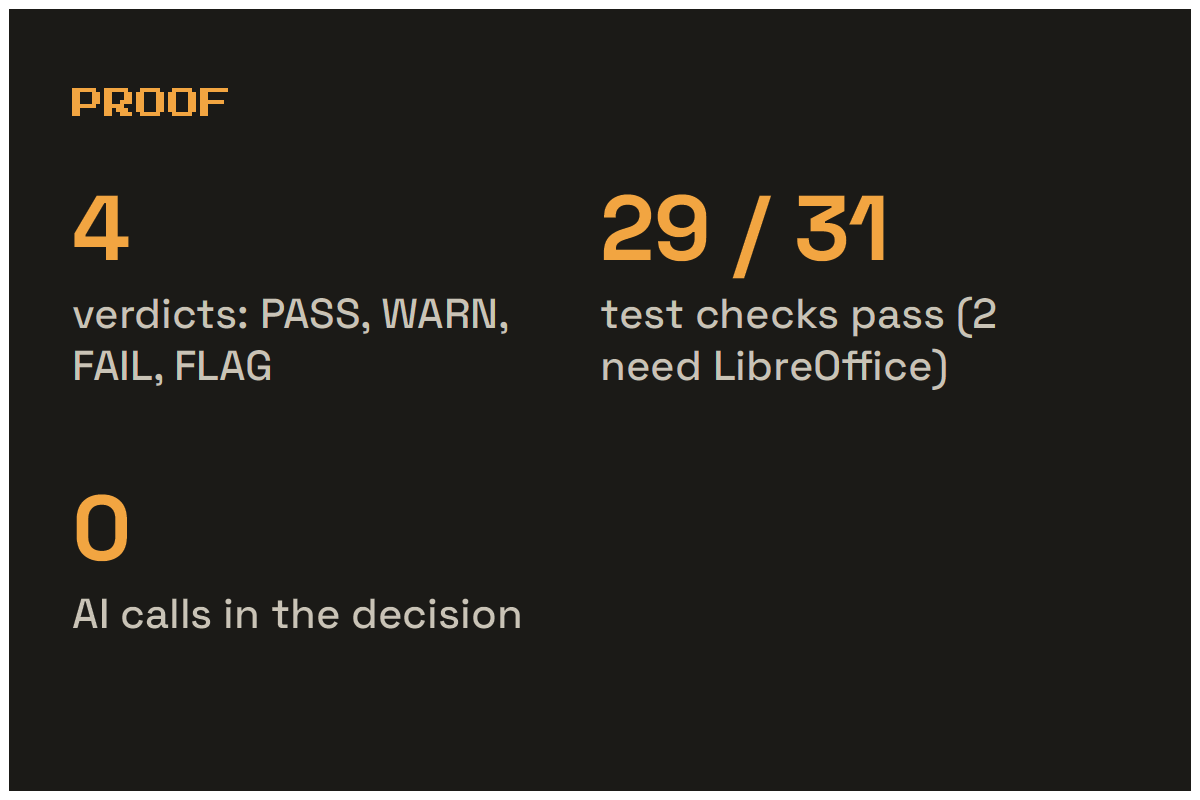 PROOF
4
verdicts: PASS, WARN,
FAIL, FLAG
29 / 31
test checks pass (2
need LibreOffice)
0
AI calls in the decision